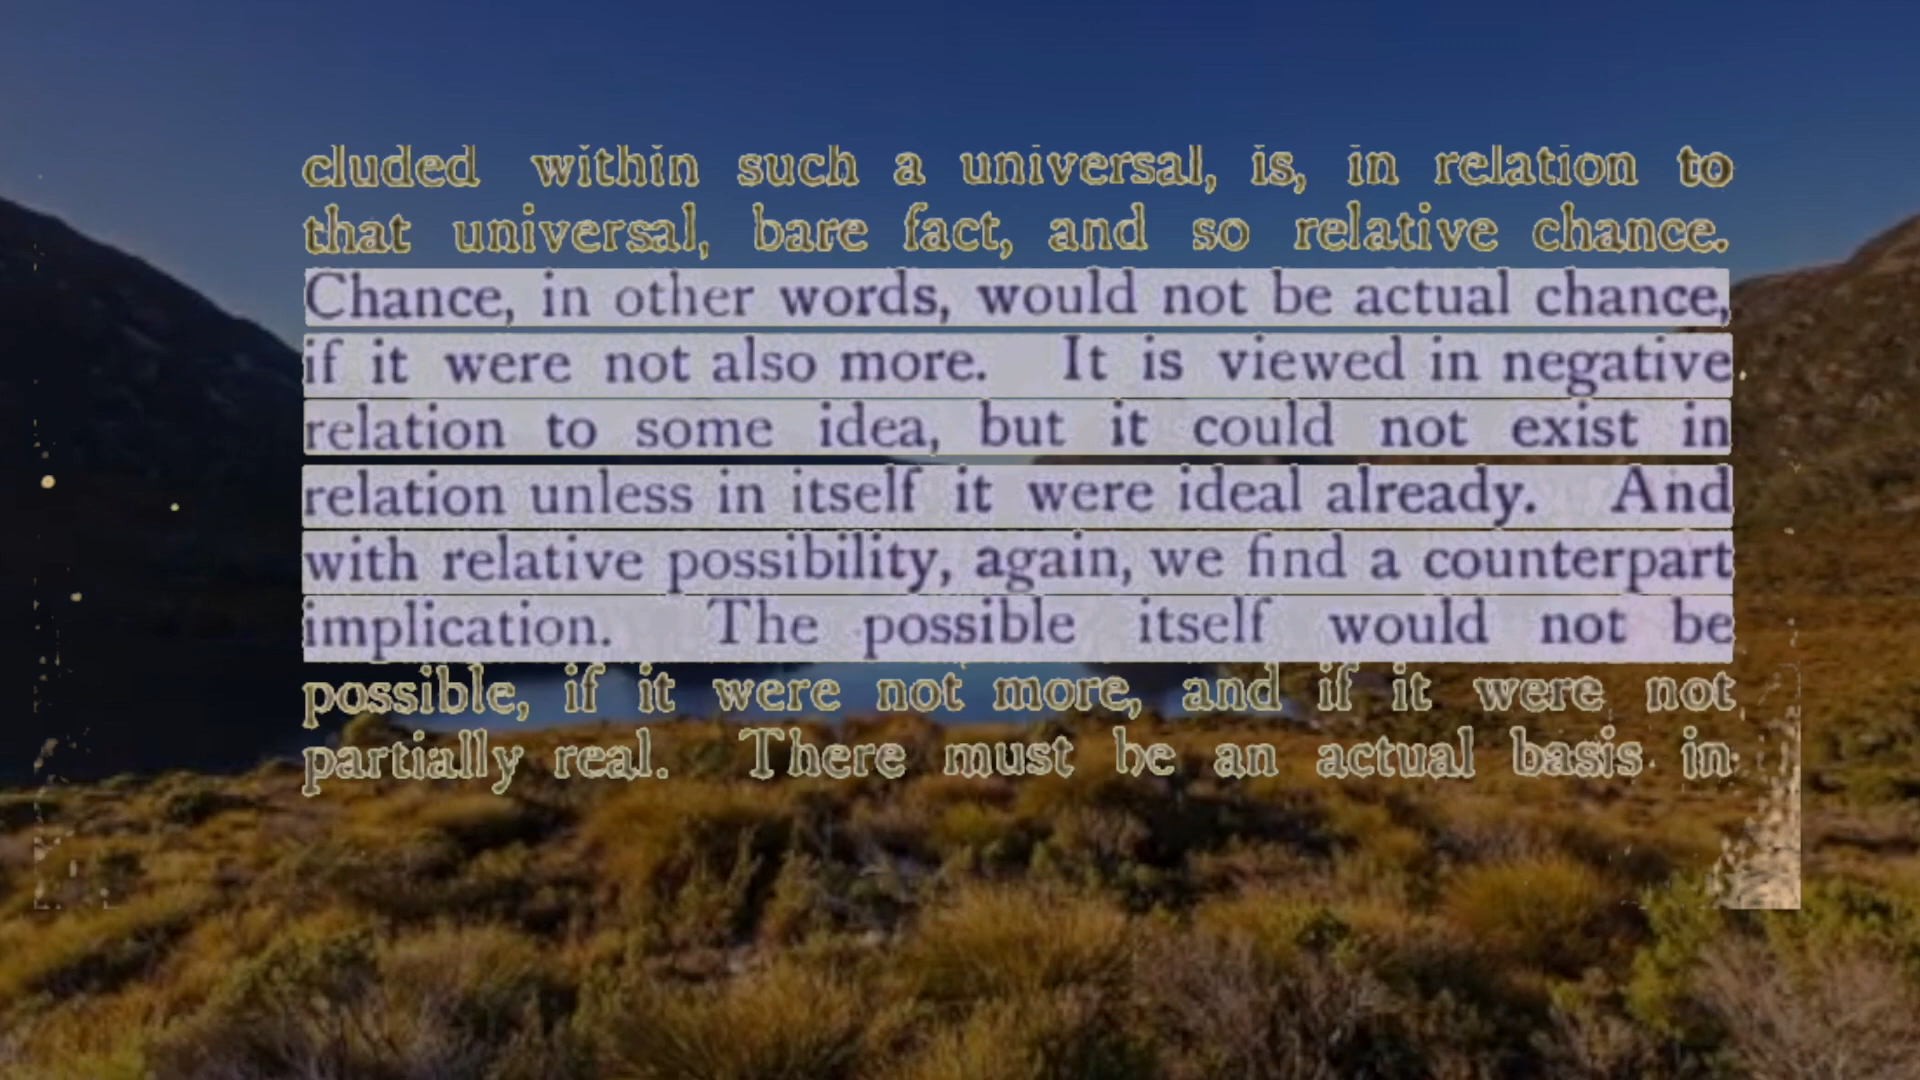 cluded within such a universal, is, in relation to
that universal, bare fact, and so relative chance.
Chance, in other words, would not be actual chance,
if it were not also more. It is viewed in negative
relation to some idea, but it could not exist in
relation unless in itself it were ideal already. And
with relative possibility, again, we find a counterpart
implication. The possible itself would not be
possible, if it were not more, and if it were not
partially real. There must be an actual basis in